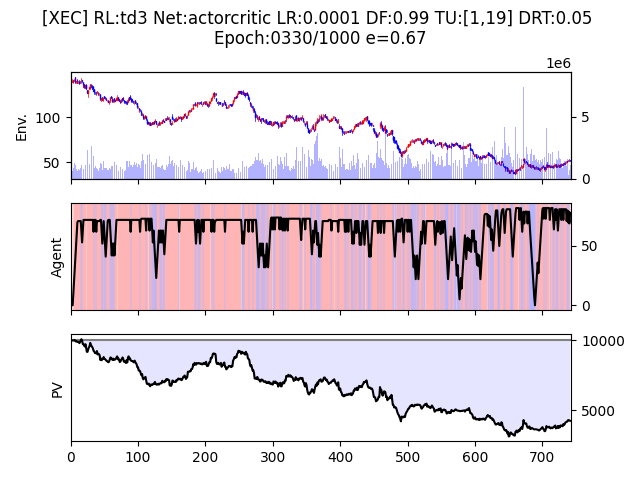 [XEC] RL:td3 Net:actorcritic LR:0.0001 DF:0.99 TU:[1,19] DRT:0.05
Epoch:0330/1000 e=0.67
1e6
Env.
100
50
5
0
Agent
50
0
PV
10000
5000
0 100 200 300 400 500 600 700